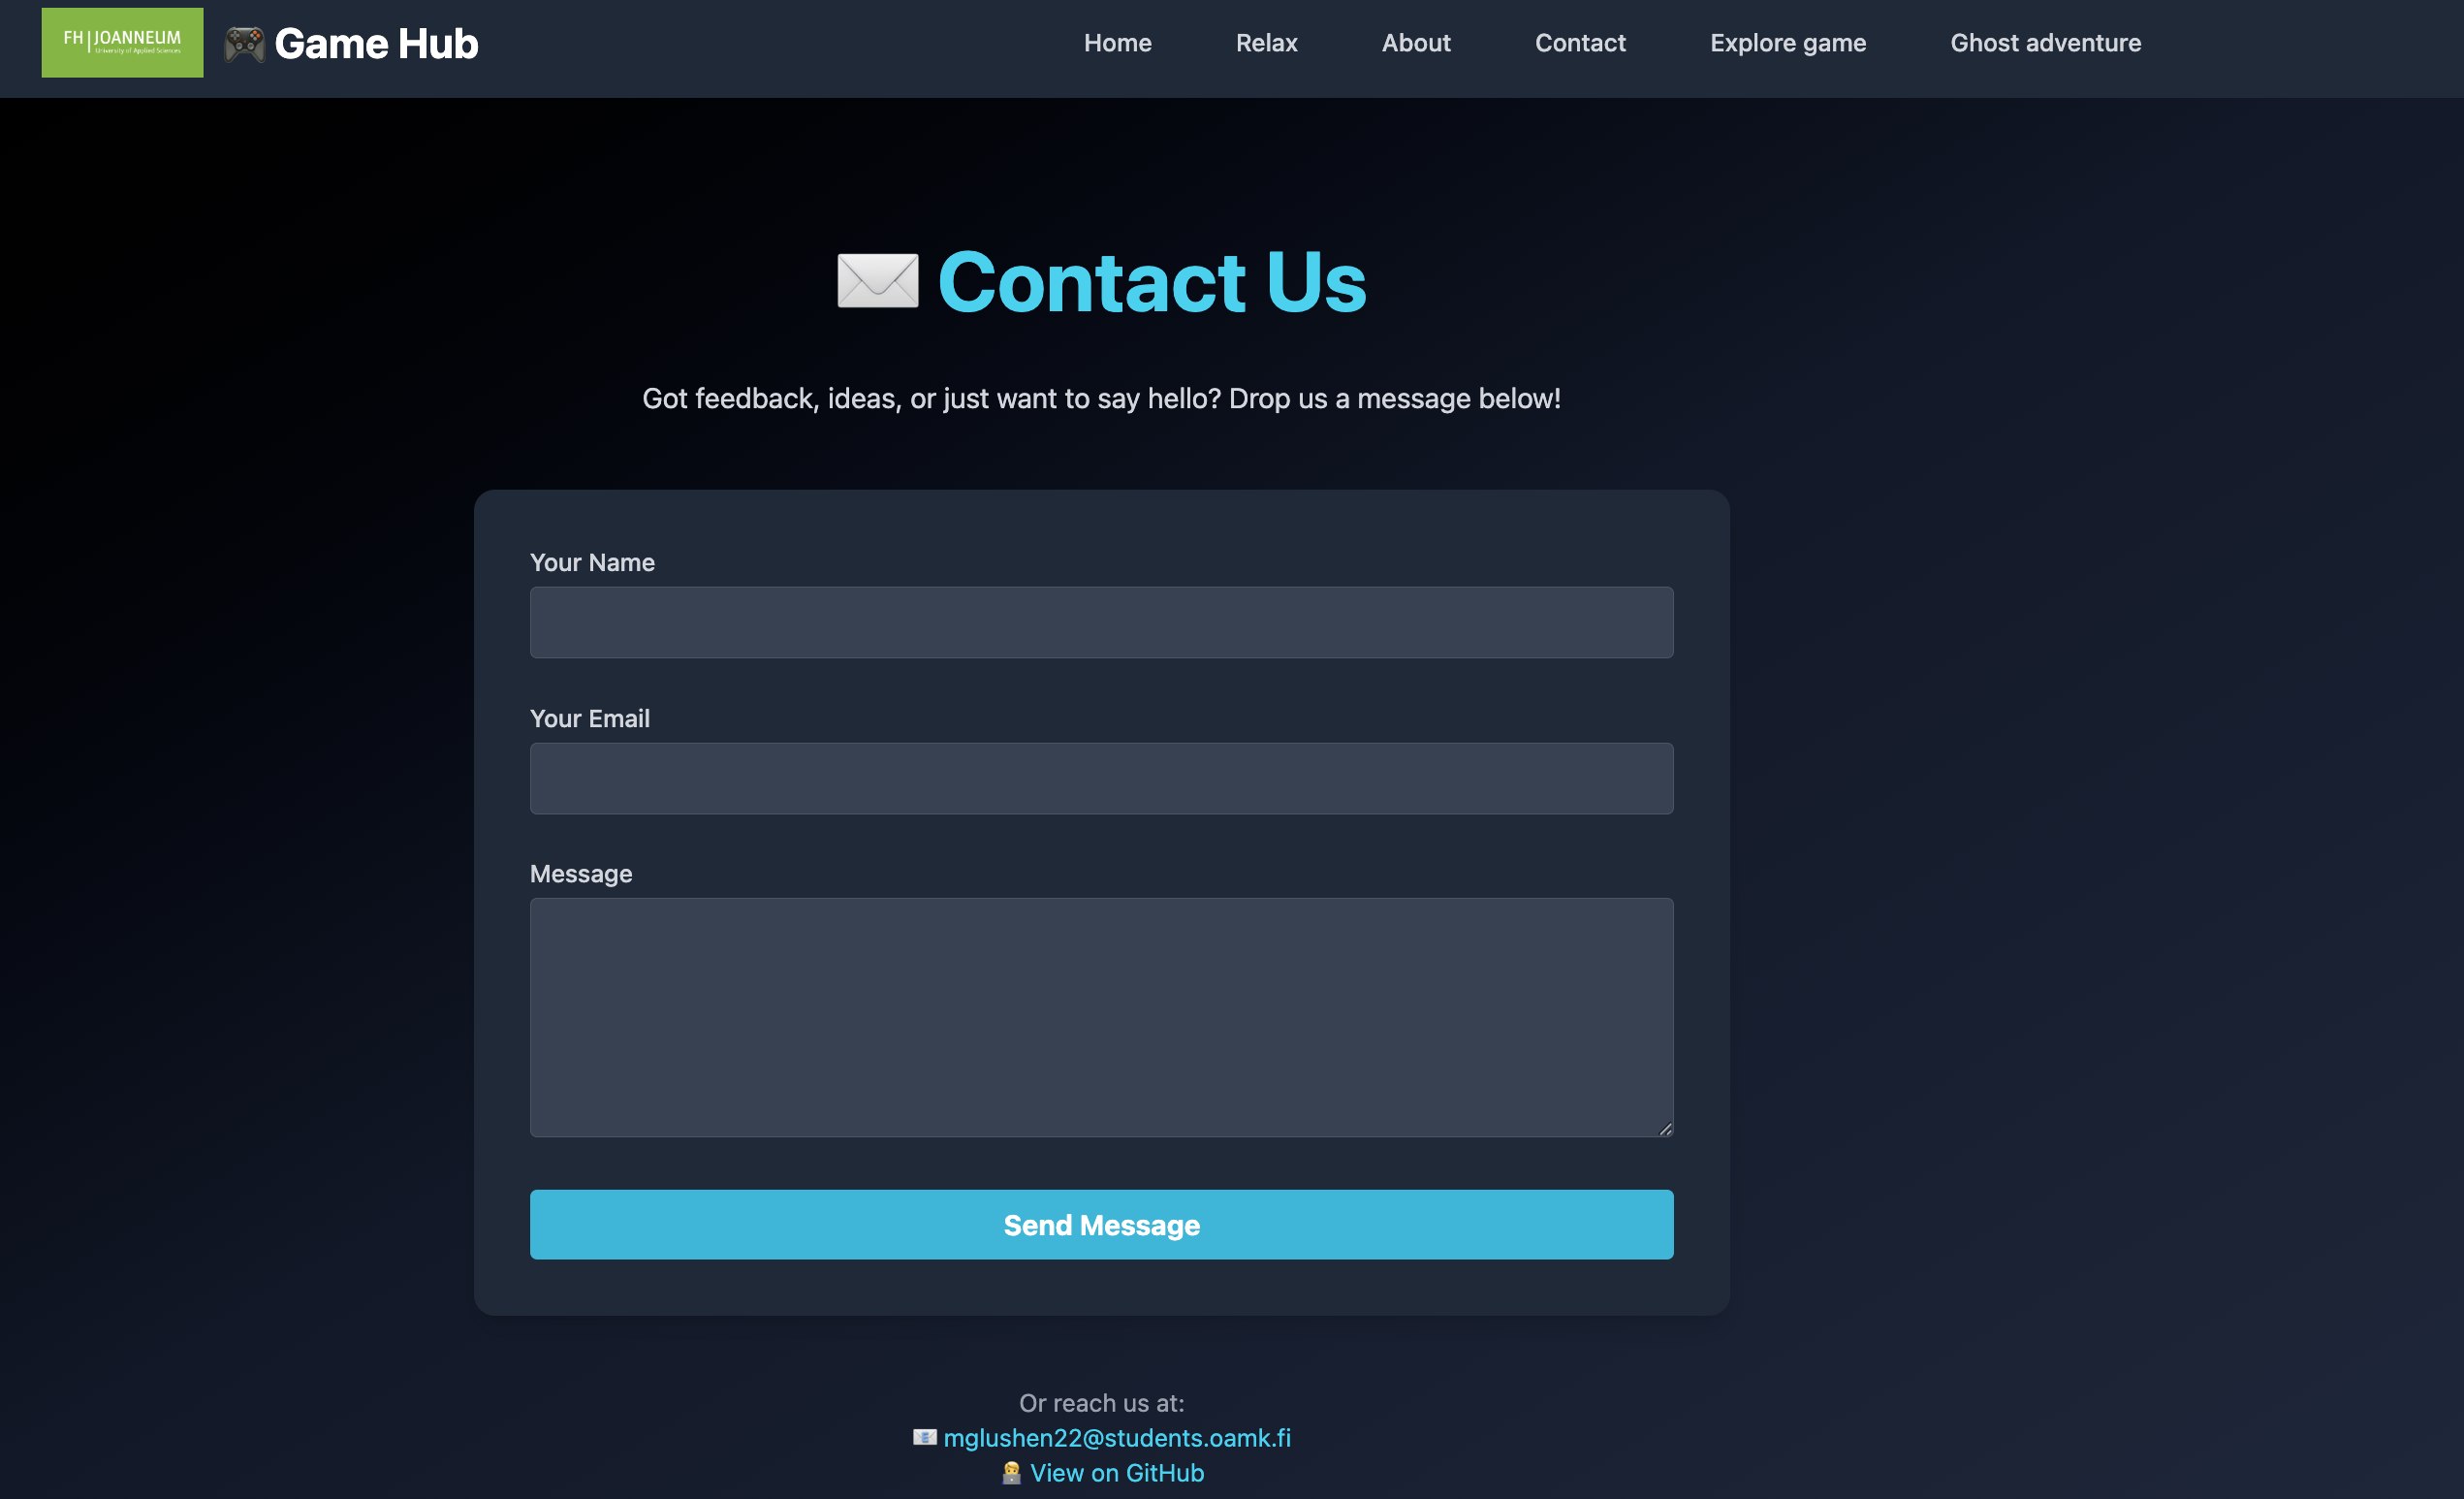 FH | JOANNEUM
University of Applied Sciences
🎮 Game Hub
Home
Relax
About
Contact
Explore game
Ghost adventure
✉️ Contact Us
Got feedback, ideas, or just want to say hello? Drop us a message below!
Your Name
Your Email
Message
Send Message
Or reach us at:
📧 mglushen22@students.oamk.fi
🧑‍💻 View on GitHub